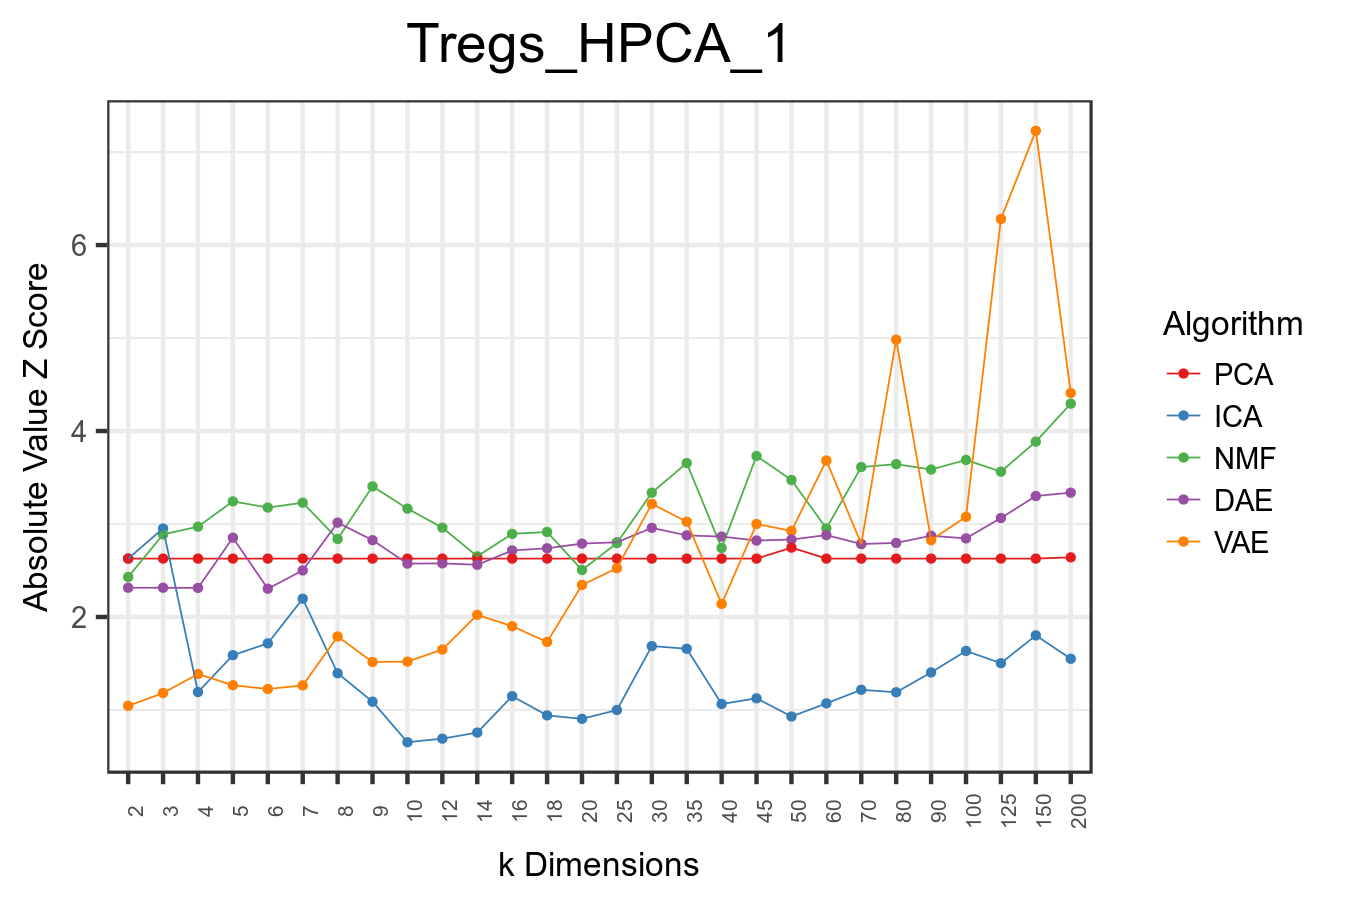 Tregs_HPCA_1
Absolute Value Z Score
6
4
2
2 3 4 5 6 7 8 9 10 12 14 16 18 20 25 30 35 40 45 50 60 70 80 90 100 125 150 200
k Dimensions
Algorithm
PCA
ICA
NMF
DAE
VAE